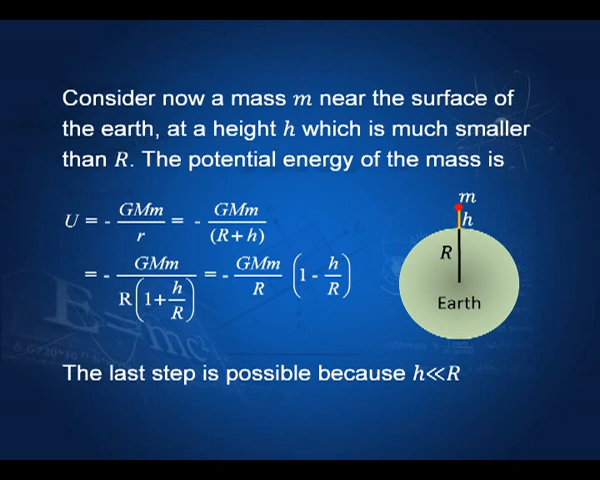 Consider now a mass m near the surface of
the earth, at a height h which is much smaller
than R. The potential energy of the mass is
U = - GMm/r = - GMm/(R+h)
= - GMm/R(1+h/R) = - GMm/R (1 - h/R)
m
h
R
Earth
The last step is possible because h≪R
E=mc²